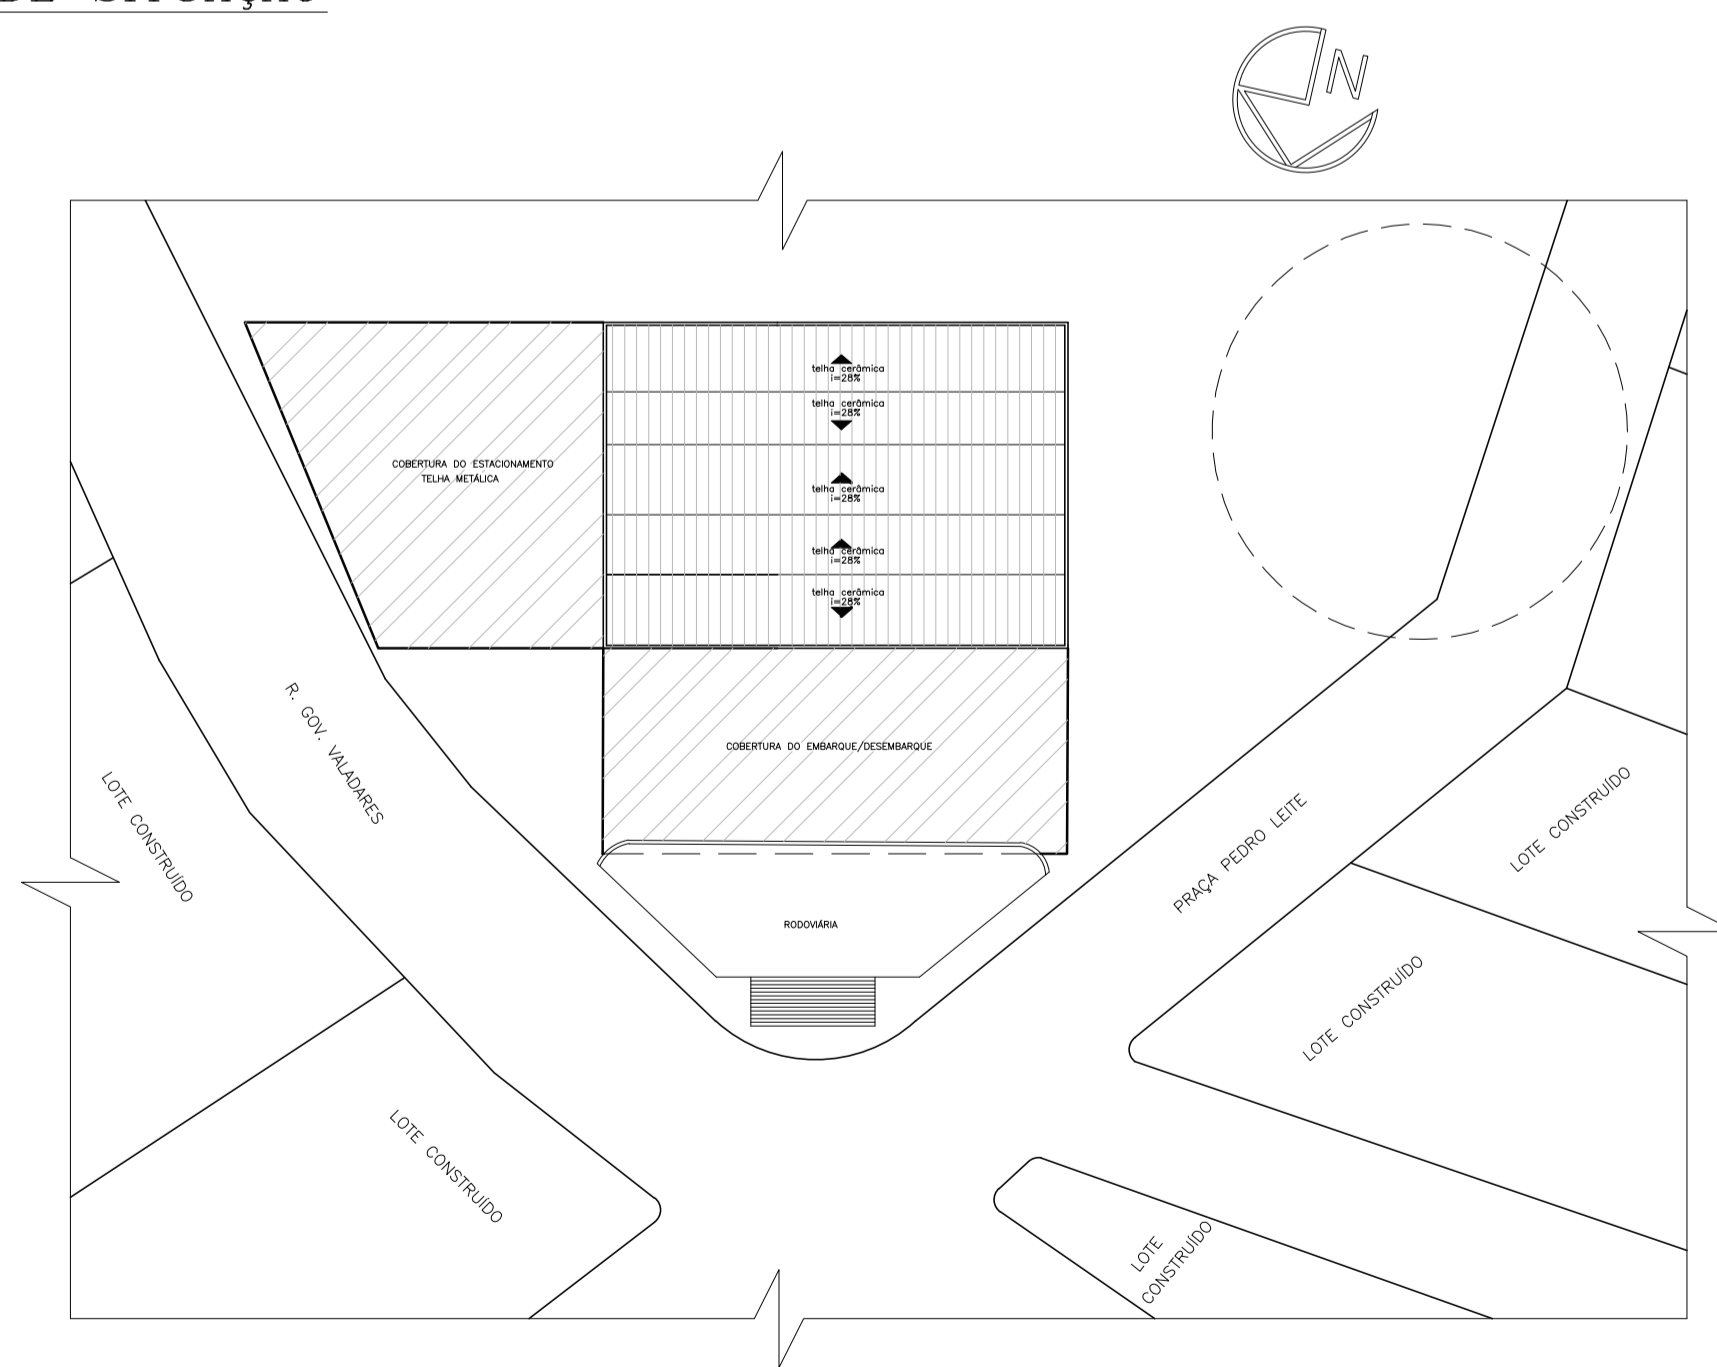 DE SITUAÇÃO
N
telha cerâmica
i=28%
telha cerâmica
i=28%
COBERTURA DO ESTACIONAMENTO
TELHA METÁLICA
telha cerâmica
i=28%
telha cerâmica
i=28%
telha cerâmica
i=28%
R. GOV. VALADARES
COBERTURA DO EMBARQUE/DESEMBARQUE
LOTE CONSTRUÍDO
PRAÇA PEDRO LEITE
LOTE CONSTRUÍDO
RODOVIÁRIA
LOTE CONSTRUÍDO
LOTE CONSTRUÍDO
LOTE
CONSTRUÍDO